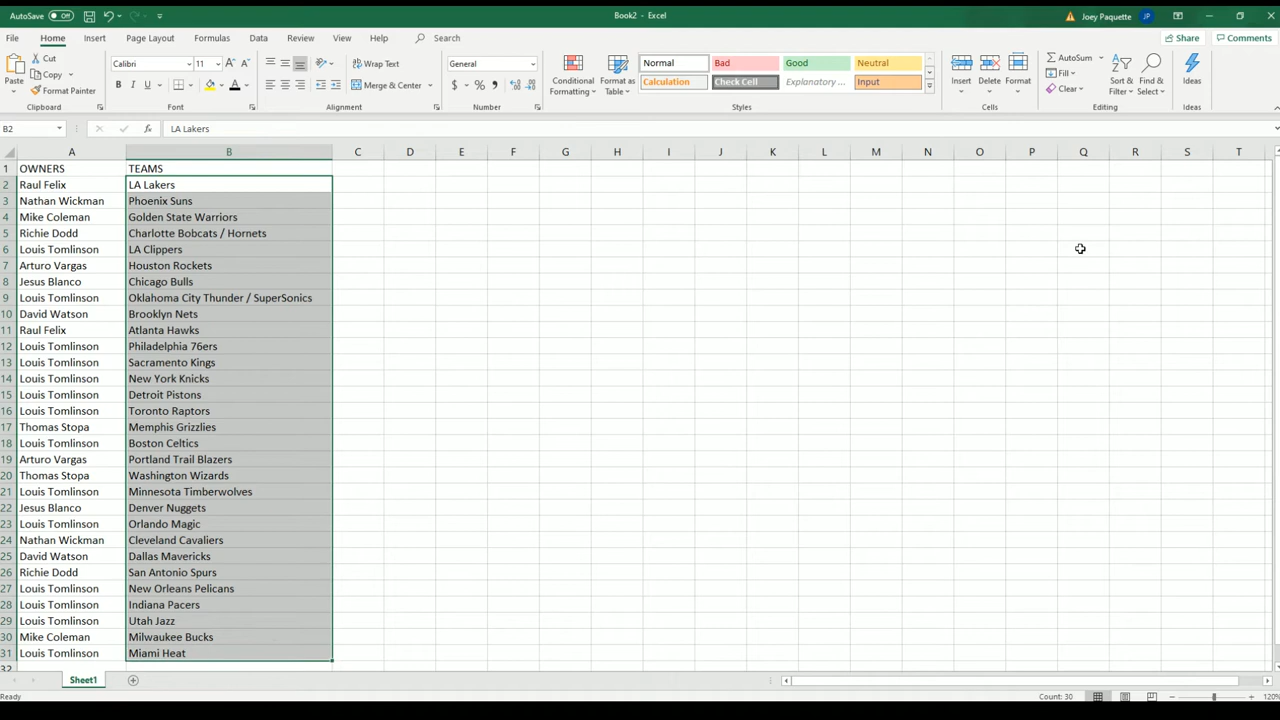 AutoSave Off Book2 - Excel Joey Paquette JP
File Home Insert Page Layout Formulas Data Review View Help Search Share Comments
Paste Cut Copy Format Painter Clipboard
Calibri 11 B I U Font
Wrap Text Merge & Center Alignment
General $ % Number
Conditional Formatting Format as Table Normal Bad Good Neutral Calculation Check Cell Explanatory ... Input Styles
Insert Delete Format Cells
AutoSum Fill Clear Sort & Filter Find & Select Editing
Ideas Ideas
B2 fx LA Lakers
A B C D E F G H I J K L M N O P Q R S T
1 OWNERS TEAMS
2 Raul Felix LA Lakers
3 Nathan Wickman Phoenix Suns
4 Mike Coleman Golden State Warriors
5 Richie Dodd Charlotte Bobcats / Hornets
6 Louis Tomlinson LA Clippers
7 Arturo Vargas Houston Rockets
8 Jesus Blanco Chicago Bulls
9 Louis Tomlinson Oklahoma City Thunder / SuperSonics
10 David Watson Brooklyn Nets
11 Raul Felix Atlanta Hawks
12 Louis Tomlinson Philadelphia 76ers
13 Louis Tomlinson Sacramento Kings
14 Louis Tomlinson New York Knicks
15 Louis Tomlinson Detroit Pistons
16 Louis Tomlinson Toronto Raptors
17 Thomas Stopa Memphis Grizzlies
18 Louis Tomlinson Boston Celtics
19 Arturo Vargas Portland Trail Blazers
20 Thomas Stopa Washington Wizards
21 Louis Tomlinson Minnesota Timberwolves
22 Jesus Blanco Denver Nuggets
23 Louis Tomlinson Orlando Magic
24 Nathan Wickman Cleveland Cavaliers
25 David Watson Dallas Mavericks
26 Richie Dodd San Antonio Spurs
27 Louis Tomlinson New Orleans Pelicans
28 Louis Tomlinson Indiana Pacers
29 Louis Tomlinson Utah Jazz
30 Mike Coleman Milwaukee Bucks
31 Louis Tomlinson Miami Heat
32
Sheet1
Ready Count: 30 120%